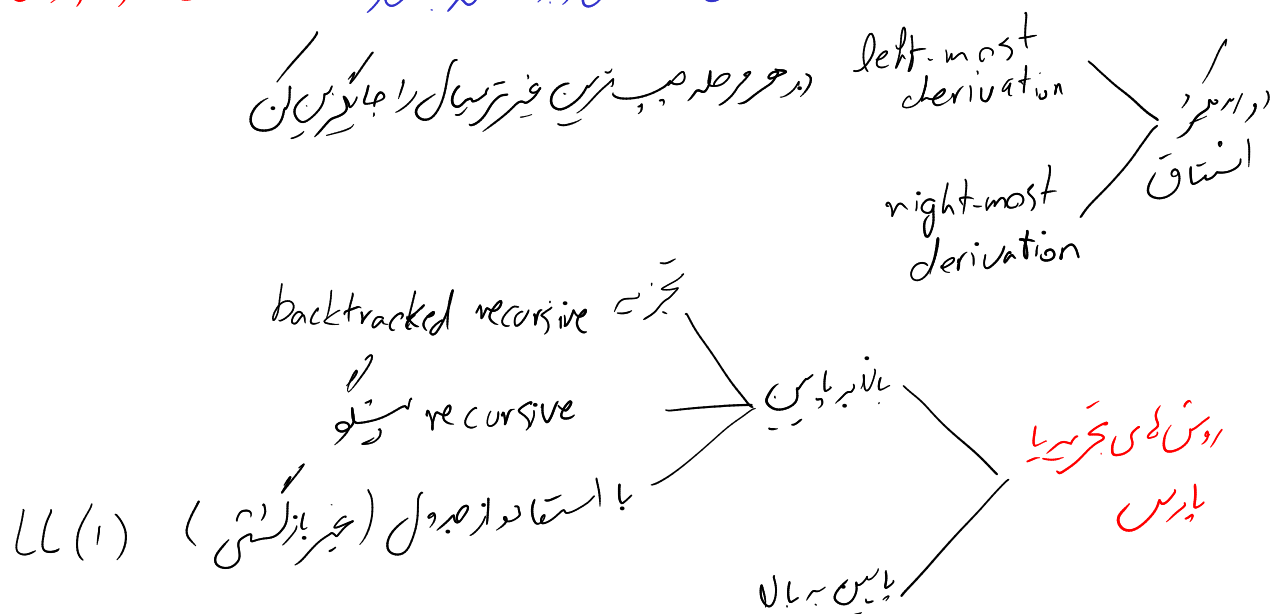 دو استراتژی
اشتقاق
left-most
derivation
در هر مرحله چپ ترین غیرترمینال را جایگزین کن
right-most
derivation
روش های تجزیه یا
پارس
بالا به پایین
تجزیه backtracked recursive
recursive پیشگو
با استفاده از جدول (غیر بازگشتی) LL(1)
پایین به بالا